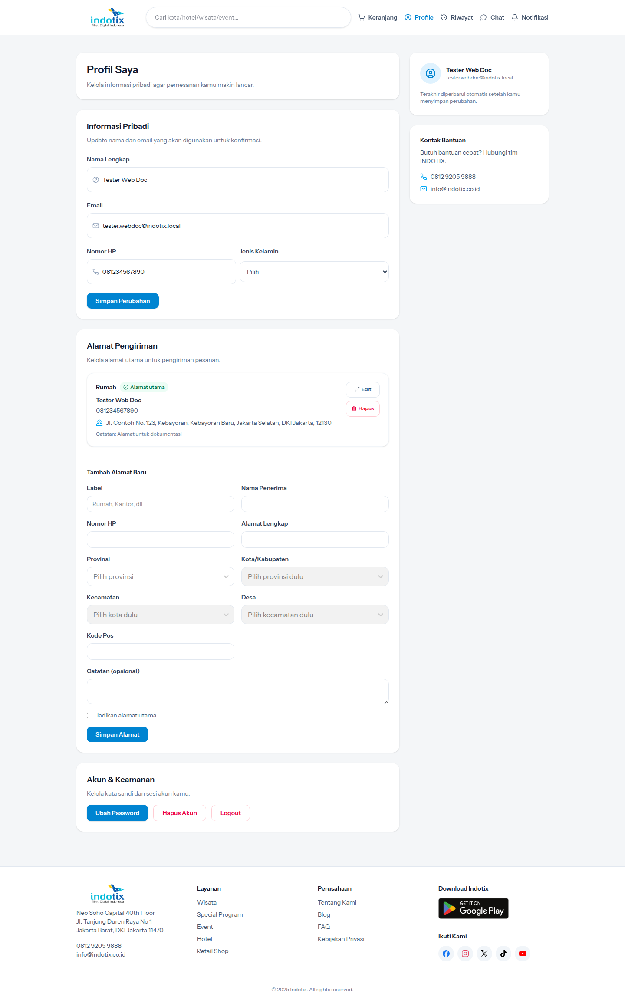 indotix
Tiket Digital Indonesia
Cari kota/hotel/wisata/event...
Keranjang
Profile
Riwayat
Chat
Notifikasi
Profil Saya
Kelola informasi pribadi agar pemesanan kamu makin lancar.
Informasi Pribadi
Update nama dan email yang akan digunakan untuk konfirmasi.
Nama Lengkap
Tester Web Doc
Email
tester.webdoc@indotix.local
Nomor HP
Jenis Kelamin
081234567890
Pilih
Simpan Perubahan
Alamat Pengiriman
Kelola alamat utama untuk pengiriman pesanan.
Rumah
Alamat utama
Edit
Tester Web Doc
081234567890
Hapus
Jl. Contoh No. 123, Kebayoran, Kebayoran Baru, Jakarta Selatan, DKI Jakarta, 12130
Catatan: Alamat untuk dokumentasi
Tambah Alamat Baru
Label
Nama Penerima
Rumah, Kantor, dll
Nomor HP
Alamat Lengkap
Provinsi
Kota/Kabupaten
Pilih provinsi
Pilih provinsi dulu
Kecamatan
Desa
Pilih kota dulu
Pilih kecamatan dulu
Kode Pos
Catatan (opsional)
Jadikan alamat utama
Simpan Alamat
Akun & Keamanan
Kelola kata sandi dan sesi akun kamu.
Ubah Password
Hapus Akun
Logout
Tester Web Doc
tester.webdoc@indotix.local
Terakhir diperbarui otomatis setelah kamu
menyimpan perubahan.
Kontak Bantuan
Butuh bantuan cepat? Hubungi tim
INDOTIX.
0812 9205 9888
info@indotix.co.id
indotix
Tiket Digital Indonesia
Neo Soho Capital 40th Floor
Jl. Tanjung Duren Raya No 1
Jakarta Barat, DKI Jakarta 11470
0812 9205 9888
info@indotix.co.id
Layanan
Wisata
Special Program
Event
Hotel
Retail Shop
Perusahaan
Tentang Kami
Blog
FAQ
Kebijakan Privasi
Download Indotix
GET IT ON
Google Play
Ikuti Kami
© 2025 Indotix. All rights reserved.